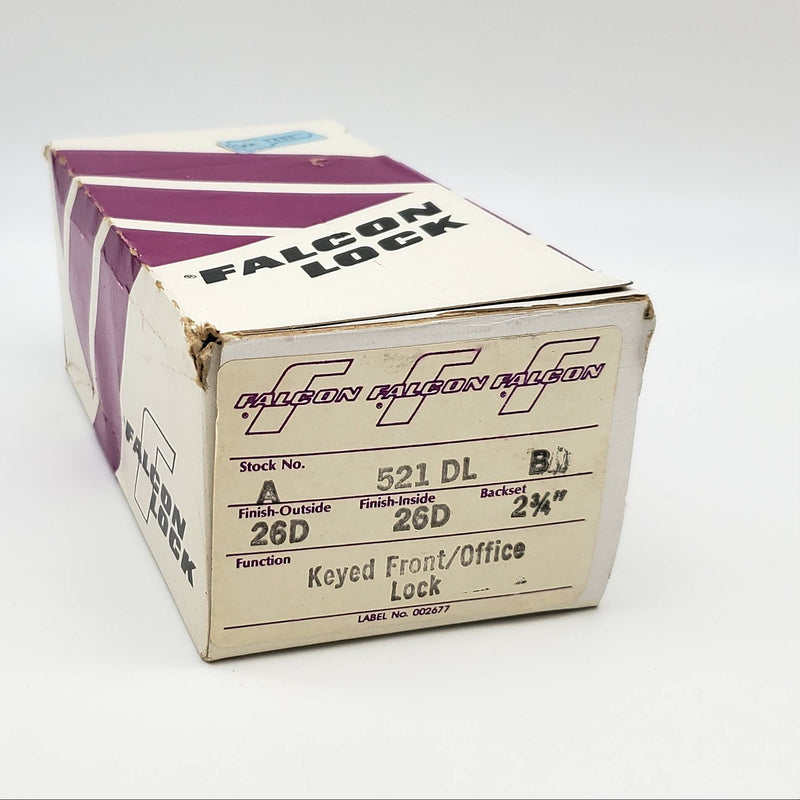 ® FALCON
LOCK
FALCON
LOCK
FALCON FALCON FALCON
® ® ®
Stock No.
A 521 DL
Finish-Outside Finish-Inside Backset
26D 26D 2¾"
Function
Keyed Front/Office
Lock
LABEL No. 002677